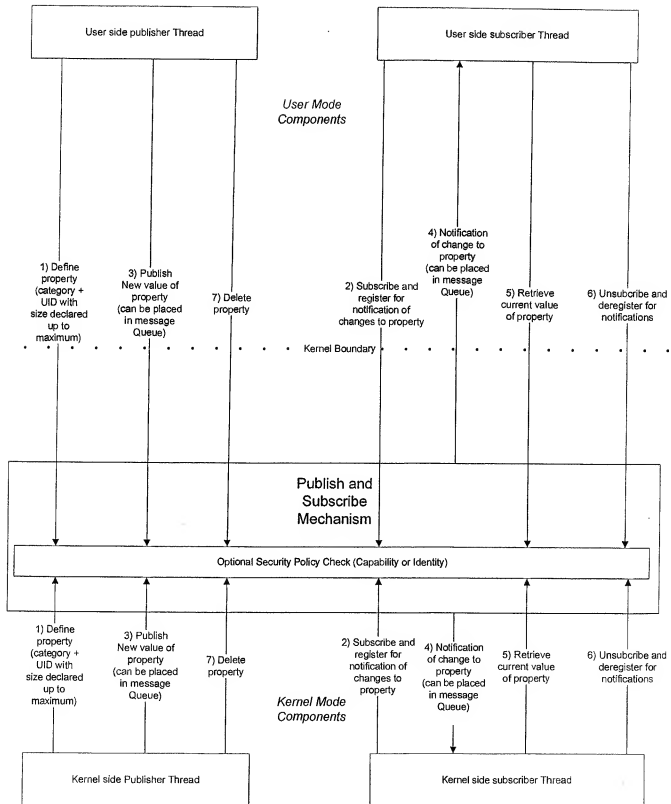 User side publisher Thread
User side subscriber Thread
User Mode
Components
1) Define
property
(category +
UID with
size declared
up to
maximum)
3) Publish
New value of
property
(can be placed
in message
Queue)
7) Delete
property
2) Subscribe and
register for
notification of
changes to property
4) Notification
of change to
property
(can be placed
in message
Queue)
5) Retrieve
current value
of property
6) Unsubcribe and
deregister for
notifications
Kernel Boundary
Publish and
Subscribe
Mechanism
Optional Security Policy Check (Capability or Identity)
1) Define
property
(category +
UID with
size declared
up to
maximum)
3) Publish
New value of
property
(can be placed
in message
Queue)
7) Delete
property
2) Subscribe and
register for
notification of
changes to
property
4) Notification
of change to
property
(can be placed
in message
Queue)
5) Retrieve
current value
of property
6) Unsubcribe and
deregister for
notifications
Kernel Mode
Components
Kernel side Publisher Thread
Kernel side subscriber Thread